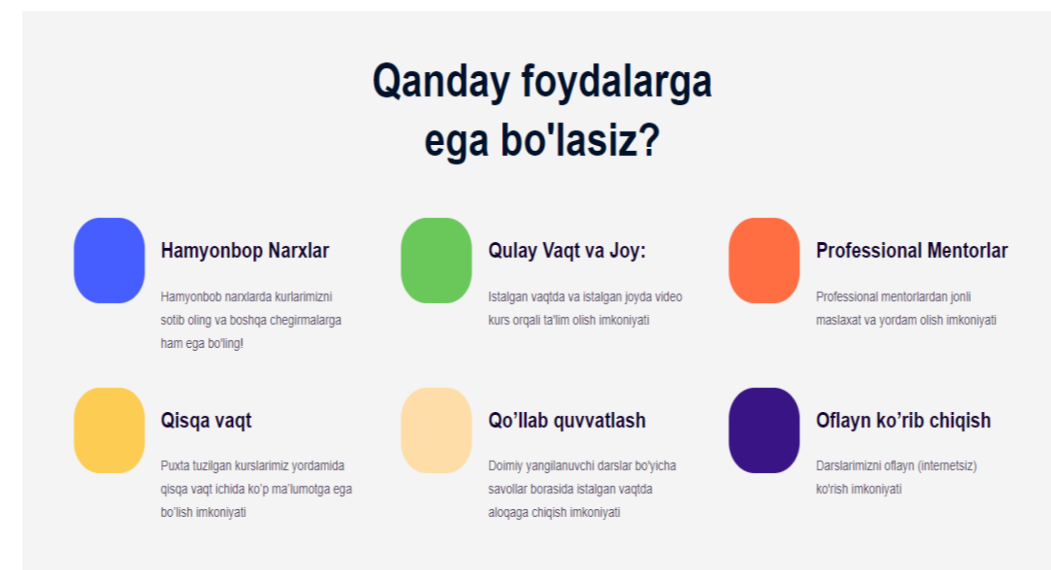 Qanday foydalarga
ega bo'lasiz?
Hamyonbop Narxlar
Hamyonbob narxlarda kurlarimizni
sotib oling va boshqa chegirmalarga
ham ega bo'ling!
Qulay Vaqt va Joy:
Istalgan vaqtda va istalgan joyda video
kurs orqali ta'lim olish imkoniyati
Professional Mentorlar
Professional mentorlardan jonli
maslaxat va yordam olish imkoniyati
Qisqa vaqt
Puxta tuzilgan kurslarimiz yordamida
qisqa vaqt ichida ko’p ma’lumotga ega
bo’lish imkoniyati
Qo’llab quvvatlash
Doimiy yangilanuvchi darslar bo'yicha
savollar borasida istalgan vaqtda
aloqaga chiqish imkoniyati
Oflayn ko’rib chiqish
Darslarimizni oflayn (internetsiz)
ko'rish imkoniyati